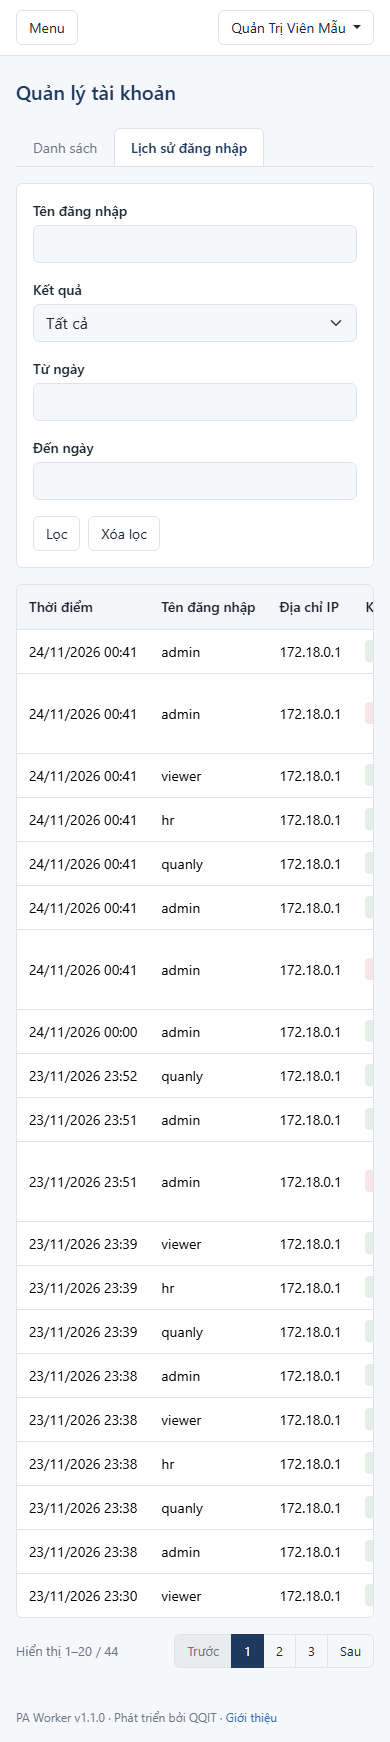 Menu
Quản Trị Viên Mẫu
Quản lý tài khoản
Danh sách
Lịch sử đăng nhập
Tên đăng nhập
Kết quả
Tất cả
Từ ngày
Đến ngày
Lọc
Xóa lọc
Thời điểm Tên đăng nhập Địa chỉ IP K
24/11/2026 00:41 admin 172.18.0.1
24/11/2026 00:41 admin 172.18.0.1
24/11/2026 00:41 viewer 172.18.0.1
24/11/2026 00:41 hr 172.18.0.1
24/11/2026 00:41 quanly 172.18.0.1
24/11/2026 00:41 admin 172.18.0.1
24/11/2026 00:41 admin 172.18.0.1
24/11/2026 00:00 admin 172.18.0.1
23/11/2026 23:52 quanly 172.18.0.1
23/11/2026 23:51 admin 172.18.0.1
23/11/2026 23:51 admin 172.18.0.1
23/11/2026 23:39 viewer 172.18.0.1
23/11/2026 23:39 hr 172.18.0.1
23/11/2026 23:39 quanly 172.18.0.1
23/11/2026 23:38 admin 172.18.0.1
23/11/2026 23:38 viewer 172.18.0.1
23/11/2026 23:38 hr 172.18.0.1
23/11/2026 23:38 quanly 172.18.0.1
23/11/2026 23:38 admin 172.18.0.1
23/11/2026 23:30 viewer 172.18.0.1
Hiển thị 1–20 / 44
Trước 1 2 3 Sau
PA Worker v1.1.0 · Phát triển bởi QQIT · Giới thiệu